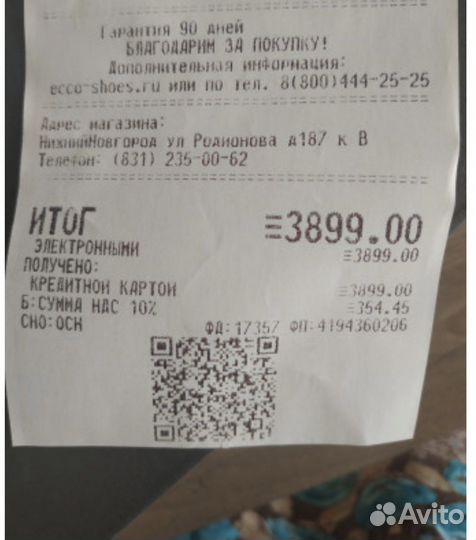 Гарантия 90 дней
БЛАГОДАРИМ ЗА ПОКУПКУ!
Дополнительная информация:
ecco-shoes.ru или по тел. 8(800)444-25-25
Адрес магазина:
НижнийНовгород ул Родионова д187 к В
Телефон: (831) 235-00-62
ИТОГ ≡3899.00
ЭЛЕКТРОННЫМИ ≡3899.00
ПОЛУЧЕНО:
КРЕДИТНОЙ КАРТОЙ ≡3899.00
Б:СУММА НДС 10% ≡354.45
СНО:ОСН ФД:17357 ФП:4194360206
Avito